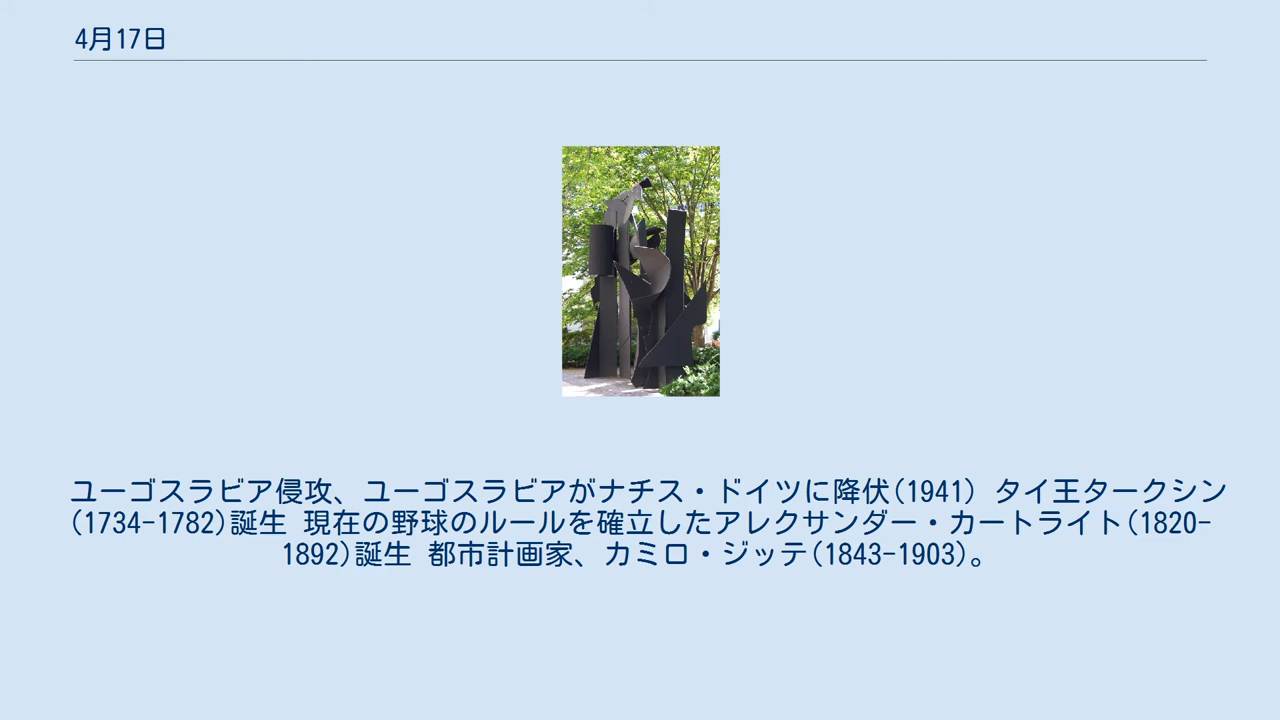 4月17日
ユーゴスラビア侵攻、ユーゴスラビアがナチス・ドイツに降伏(1941) タイ王タークシン
(1734-1782)誕生 現在の野球のルールを確立したアレクサンダー・カートライト(1820-
1892)誕生 都市計画家、カミロ・ジッテ(1843-1903)。